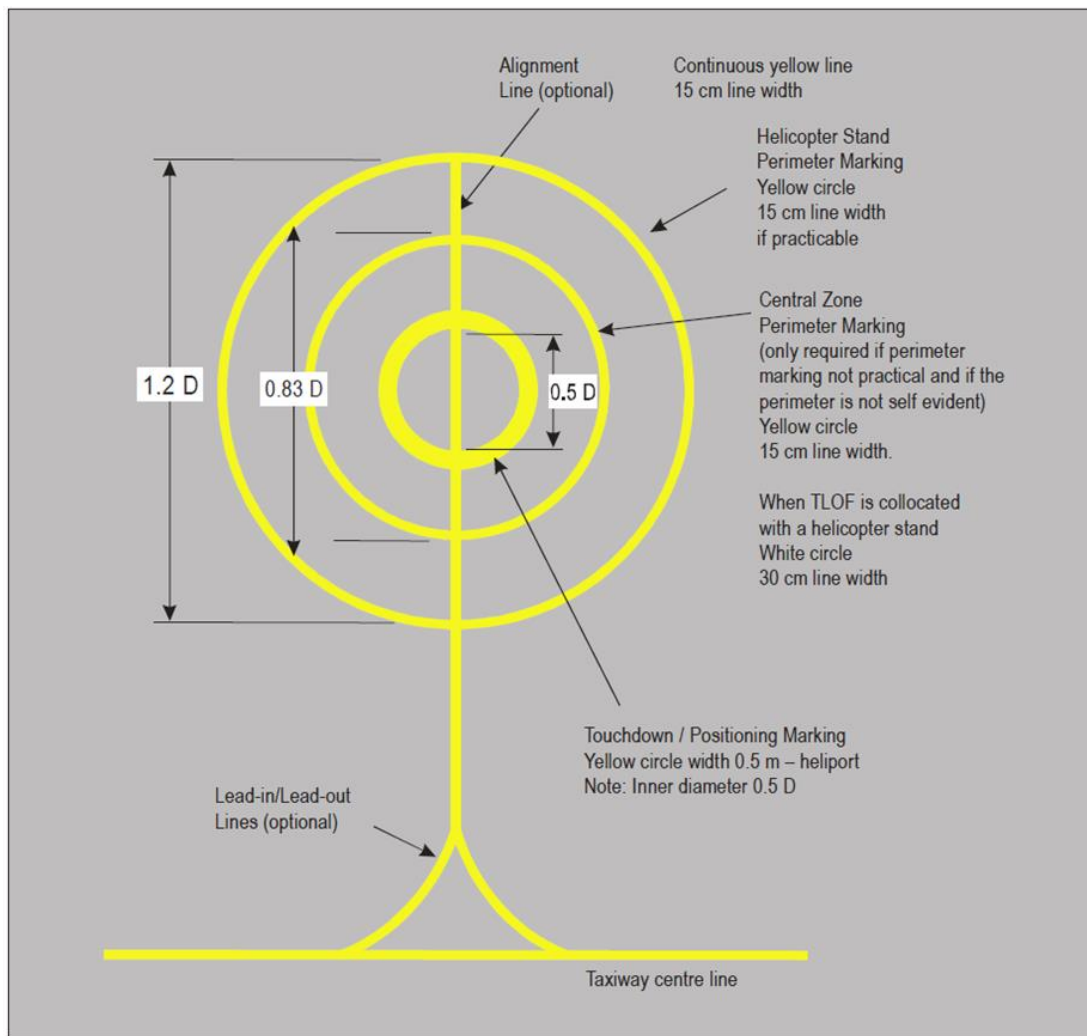 Alignment
Line (optional)
Continuous yellow line
15 cm line width
Helicopter Stand
Perimeter Marking
Yellow circle
15 cm line width
if practicable
Central Zone
Perimeter Marking
(only required if perimeter
marking not practical and if the
perimeter is not self evident)
Yellow circle
15 cm line width.
When TLOF is collocated
with a helicopter stand
White circle
30 cm line width
1.2 D
0.83 D
0.5 D
Touchdown / Positioning Marking
Yellow circle width 0.5 m – heliport
Note: Inner diameter 0.5 D
Lead-in/Lead-out
Lines (optional)
Taxiway centre line